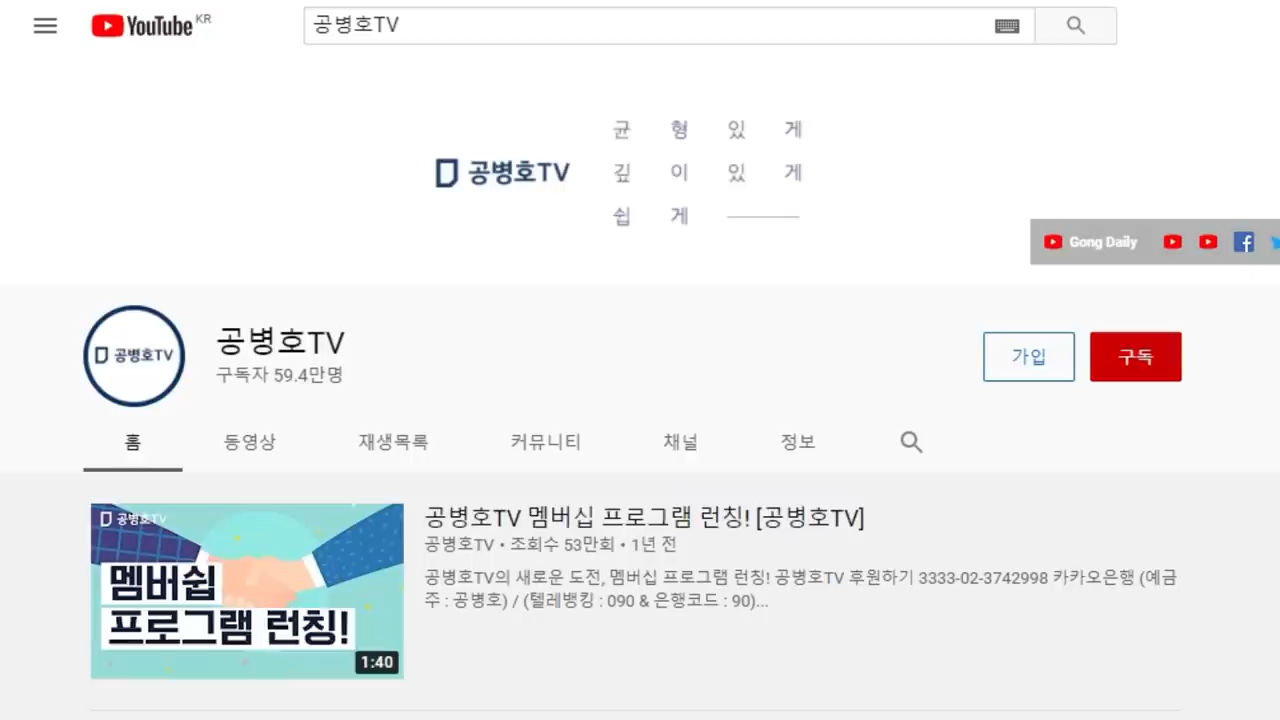 YouTube KR
공병호TV
공병호TV
균 형 있 게
깊 이 있 게
쉽 게
Gong Daily
공병호TV
공병호TV
구독자 59.4만명
가입
구독
홈 동영상 재생목록 커뮤니티 채널 정보
공병호TV
멤버쉽
프로그램 런칭!
1:40
공병호TV 멤버십 프로그램 런칭! [공병호TV]
공병호TV • 조회수 53만회 • 1년 전
공병호TV의 새로운 도전, 멤버십 프로그램 런칭! 공병호TV 후원하기 3333-02-3742998 카카오은행 (예금
주 : 공병호) / (텔레뱅킹 : 090 & 은행코드 : 90)...